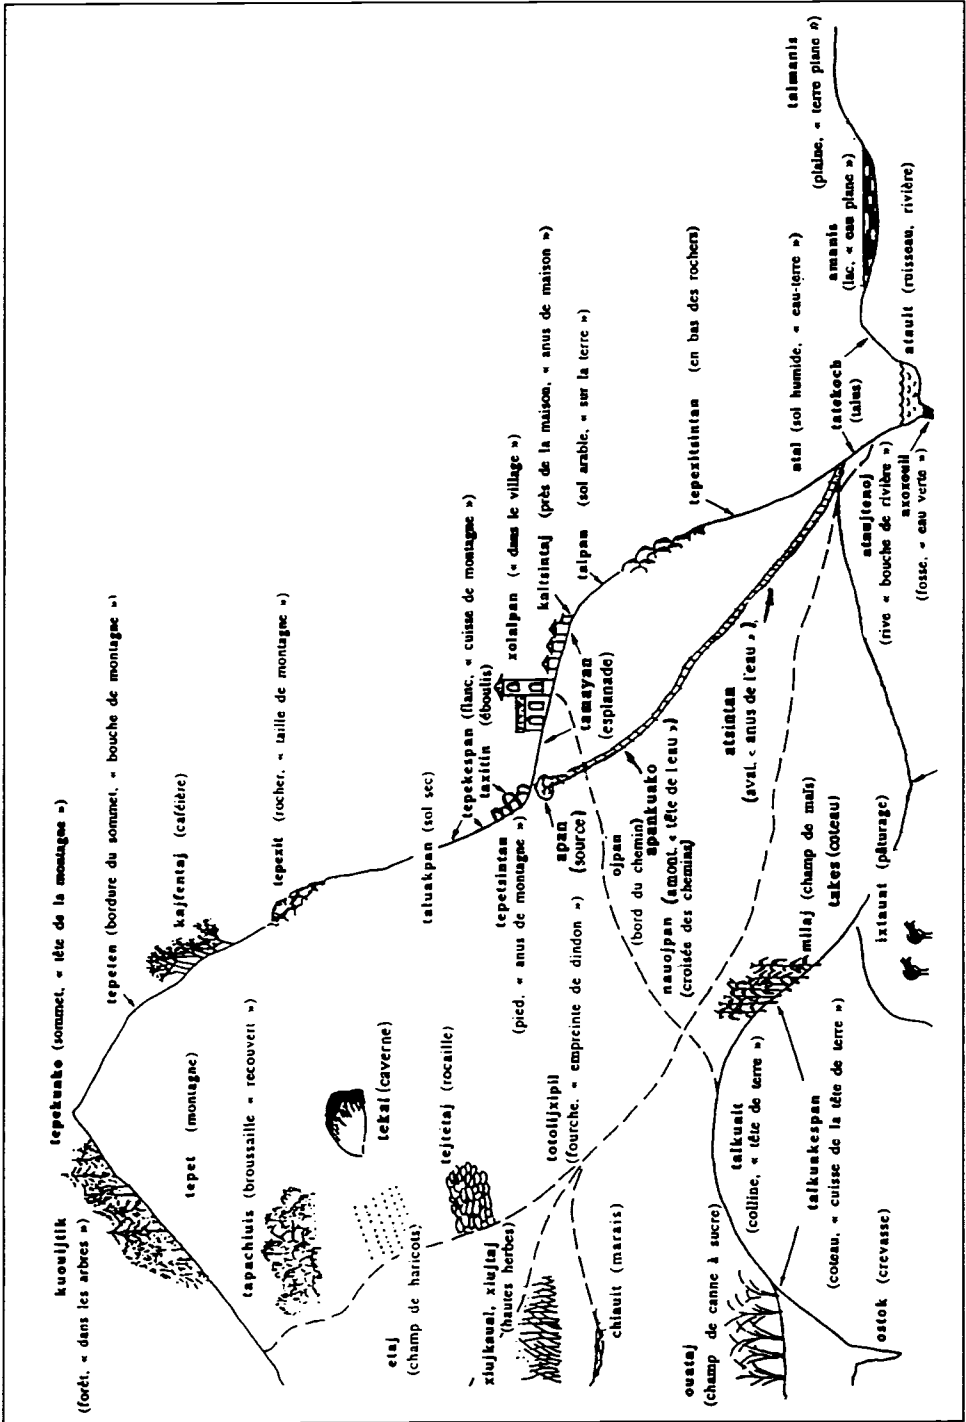 tepekuako (sommet, « tête de la montagne »)
kuouijtik
(forêt, « dans les arbres »)
tepeten (bordure du sommet, « bouche de montagne »)
kajfentaj (caféière)
tepet (montagne)
tepexit (rocher, « taille de montagne »)
tapachiuis (broussaille « recouvert »)
tekal (caverne)
taluakpan (sol sec)
etaj
(champ de haricots)
tejtetaj (rocaille)
tepekespan (flanc, « cuisse de montagne »)
taxitin (éboulis)
xolalpan (« dans le village »)
tepetsintan
(pied, « anus de montagne »)
kaltsintaj (près de la maison, « anus de maison »)
xiujkaual, xiujtaj
(hautes herbes)
totolijxipil
(fourche, « empreinte de dindon »)
apan
(source)
tamayan
(esplanade)
talpan (sol arable, « sur la terre »)
chiauit (marais)
ojpan
(bord du chemin)
apankuako
(amont, « tête de l'eau »)
nauojpan
(croisée des chemins)
tepexitsintan (en bas des rochers)
ouataj
(champ de canne à sucre)
talkuait
(colline, « tête de terre »)
atsintan
(aval, « anus de l'eau »)
atal (sol humide, « eau-terre »)
talkuakespan
(coteau, « cuisse de la tête de terre »)
milaj (champ de maïs)
takes (coteau)
tatekoch
(talus)
amanis
(lac, « eau plane »)
talmanis
(plaine, « terre plane »)
ostok (crevasse)
ixtauat (pâturage)
ataujtenoj
(rive « bouche de rivière »)
axoxouil
(fosse, « eau verte »)
atauit (ruisseau, rivière)